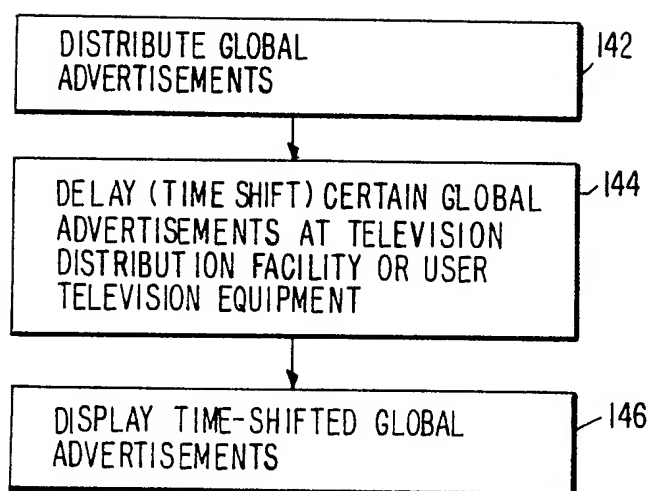 DISTRIBUTE GLOBAL
ADVERTISEMENTS
142
DELAY (TIME SHIFT) CERTAIN GLOBAL
ADVERTISEMENTS AT TELEVISION
DISTRIBUTION FACILITY OR USER
TELEVISION EQUIPMENT
144
DISPLAY TIME-SHIFTED GLOBAL
ADVERTISEMENTS
146